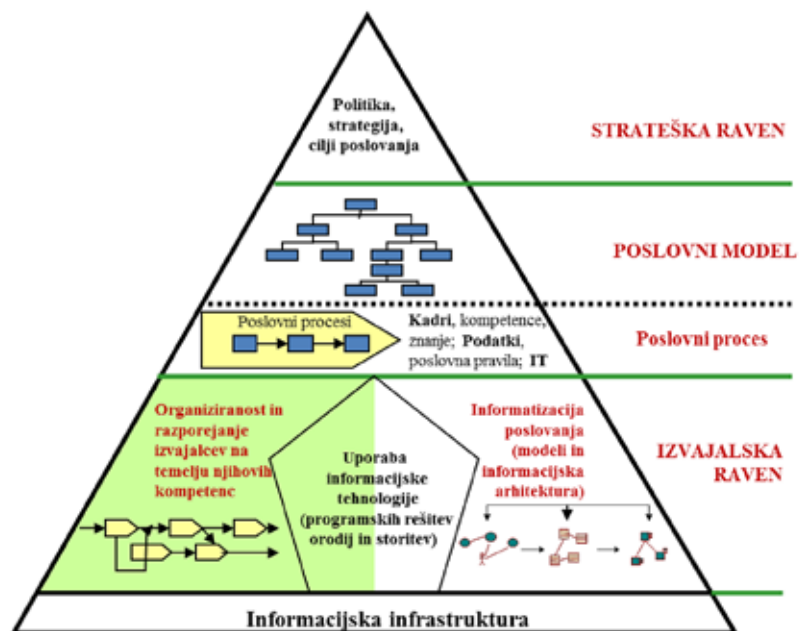 Politika,
strategija,
cilji poslovanja
STRATEŠKA RAVEN
POSLOVNI MODEL
Poslovni procesi
Kadri, kompetence,
znanje; Podatki,
poslovna pravila; IT
Poslovni proces
Organiziranost in
razporejanje
izvajalcev na
temelju njihovih
kompetenc
Uporaba
informacijske
tehnologije
(programskih rešitev
orodij in storitev)
Informatizacija
poslovanja
(modeli in
informacijska
arhitektura)
IZVAJALSKA
RAVEN
Informacijska infrastruktura